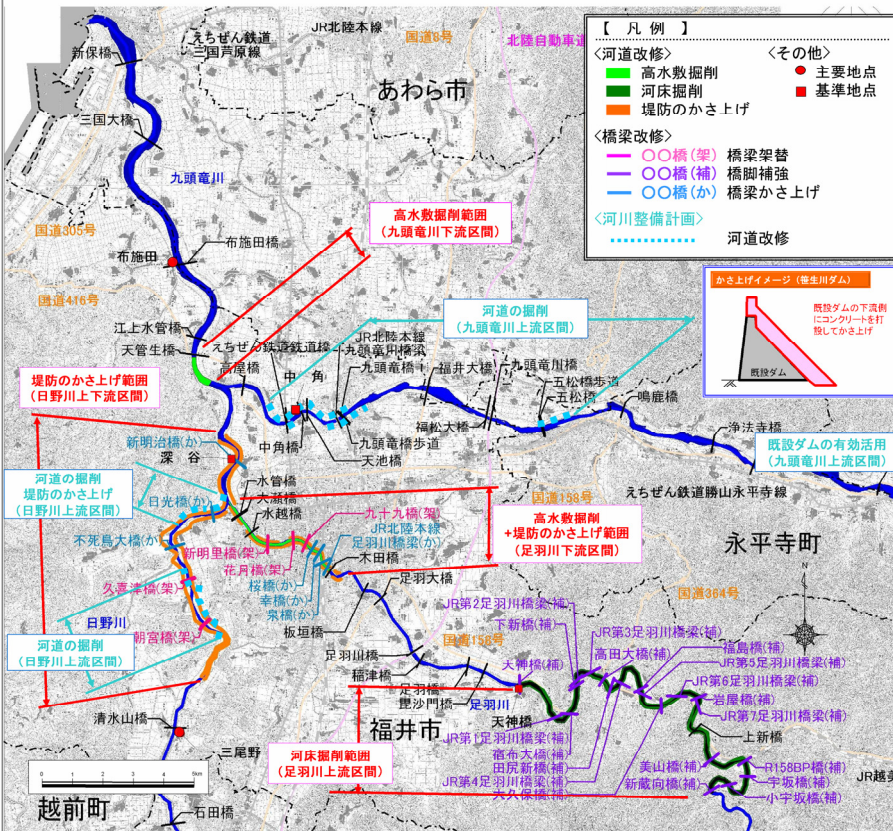 【 凡 例 】
<河道改修>
高水敷掘削
河床掘削
堤防のかさ上げ
<その他>
主要地点
基準地点
<橋梁改修>
〇〇橋(架) 橋梁架替
〇〇橋(補) 橋脚補強
〇〇橋(か) 橋梁かさ上げ
<河川整備計画>
河道改修
かさ上げイメージ（笹生川ダム）
既設ダムの下流側
にコンクリートを打
設してかさ上げ
既設ダム
新保橋
えちぜん鉄道
三国芦原線
JR北陸本線
国道8号
北陸自動車道
あわら市
三国大橋
九頭竜川
国道305号
布施田
布施田橋
国道416号
高水敷掘削範囲
(九頭竜川下流区間)
江上水管橋
天菅生橋
えちぜん鉄道鉄道橋
高屋橋
中 角
JR北陸本線
九頭竜川橋梁
九頭竜橋
河道の掘削
(九頭竜川上流区間)
福井大橋
九頭竜川橋
五松橋歩道
五松橋
鳴鹿橋
中角橋
天池橋
九頭竜橋歩道
福松大橋
浄法寺橋
既設ダムの有効活用
(九頭竜川上流区間)
えちぜん鉄道勝山永平寺線
堤防のかさ上げ範囲
(日野川上下流区間)
新明治橋(か)
深 谷
河道の掘削
堤防のかさ上げ
(日野川上流区間)
日光橋(か)
水管橋
大瀬橋
水越橋
九十九橋(架)
JR北陸本線
足羽川橋梁(か)
国道158号
高水敷掘削
+堤防のかさ上げ範囲
(足羽川下流区間)
不死鳥大橋(か)
新明里橋(架)
花月橋(架)
桜橋(か)
幸橋(か)
泉橋(か)
木田橋
足羽大橋
板垣橋
永平寺町
国道364号
久喜津橋(架)
日野川
朝宮橋(架)
河道の掘削
(日野川上流区間)
清水山橋
足羽川橋
稲津橋
足羽橋
毘沙門橋
国道158号
足羽川
天神橋(補)
天神橋
JR第2足羽川橋梁(補)
下新橋(補)
JR第3足羽川橋梁(補)
高田大橋(補)
福島橋(補)
JR第5足羽川橋梁(補)
JR第6足羽川橋梁(補)
岩屋橋(補)
JR第7足羽川橋梁(補)
上新橋
福井市
河床掘削範囲
(足羽川上流区間)
JR第1足羽川橋梁(補)
宿布大橋(補)
田尻新橋(補)
JR第4足羽川橋梁(補)
大久保橋(補)
美山橋(補)
新蔵向橋(補)
R158BP橋(補)
宇坂橋(補)
小宇坂橋(補)
JR越美
三尾野
0 5km
越前町
石田橋
N